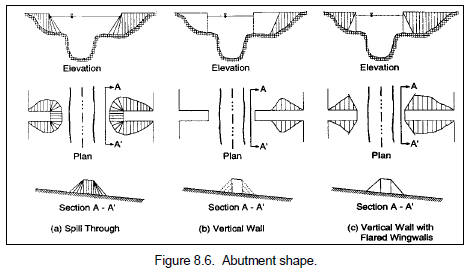 Elevation
Elevation
Elevation
A
A
A
A'
A'
A'
Plan
Plan
Plan
Section A - A'
Section A - A'
Section A - A'
(a) Spill Through
(b) Vertical Wall
(c) Vertical Wall with
Flared Wingwalls
Figure 8.6. Abutment shape.